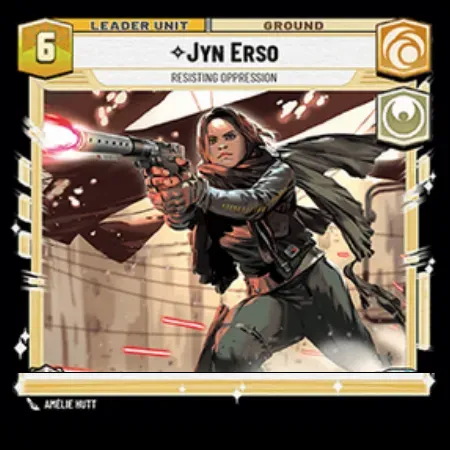 LEADER UNIT
GROUND
6
JYN ERSO
RESISTING OPPRESSION
AMÉLIE HUTT